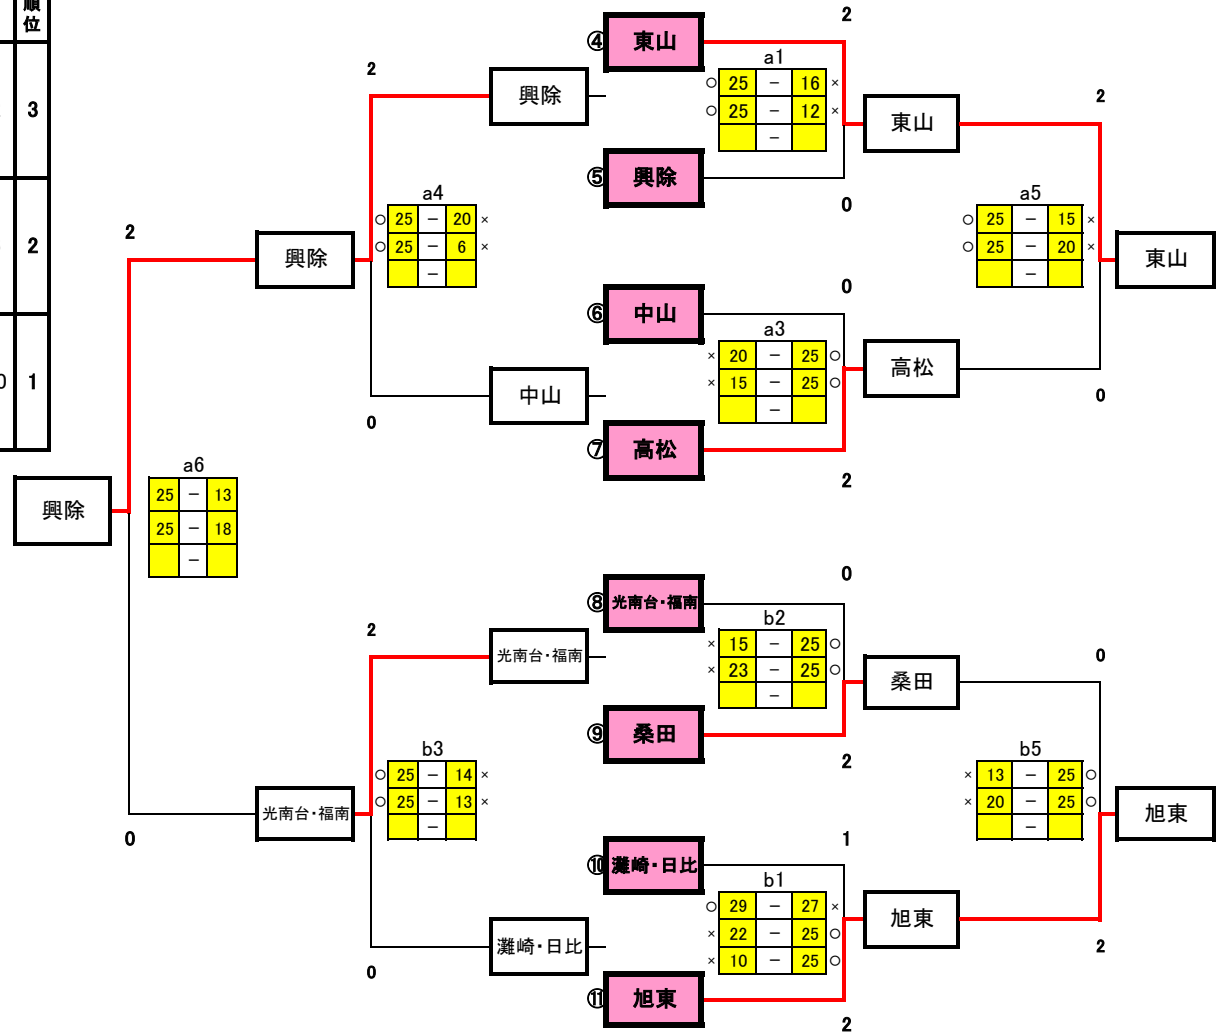 順位
3
2
0 1
2
④ 東山
a1
○ 25 － 16 ×
○ 25 － 12 ×
－
⑤ 興除
0
東山
2
興除
2
a4
○ 25 － 20 ×
○ 25 － 6 ×
－
興除
2
0
中山
0
⑥ 中山
a3
× 20 － 25 ○
× 15 － 25 ○
－
⑦ 高松
2
高松
a5
○ 25 － 15 ×
○ 25 － 20 ×
－
東山
0
a6
25 － 13
25 － 18
－
興除
0
⑧ 光南台・福南
b2
× 15 － 25 ○
× 23 － 25 ○
－
⑨ 桑田
2
桑田
0
光南台・福南
2
b3
○ 25 － 14 ×
○ 25 － 13 ×
－
光南台・福南
0
0
灘崎・日比
1
⑩ 灘崎・日比
b1
○ 29 － 27 ×
× 22 － 25 ○
× 10 － 25 ○
⑪ 旭東
2
旭東
b5
× 13 － 25 ○
× 20 － 25 ○
－
旭東
2